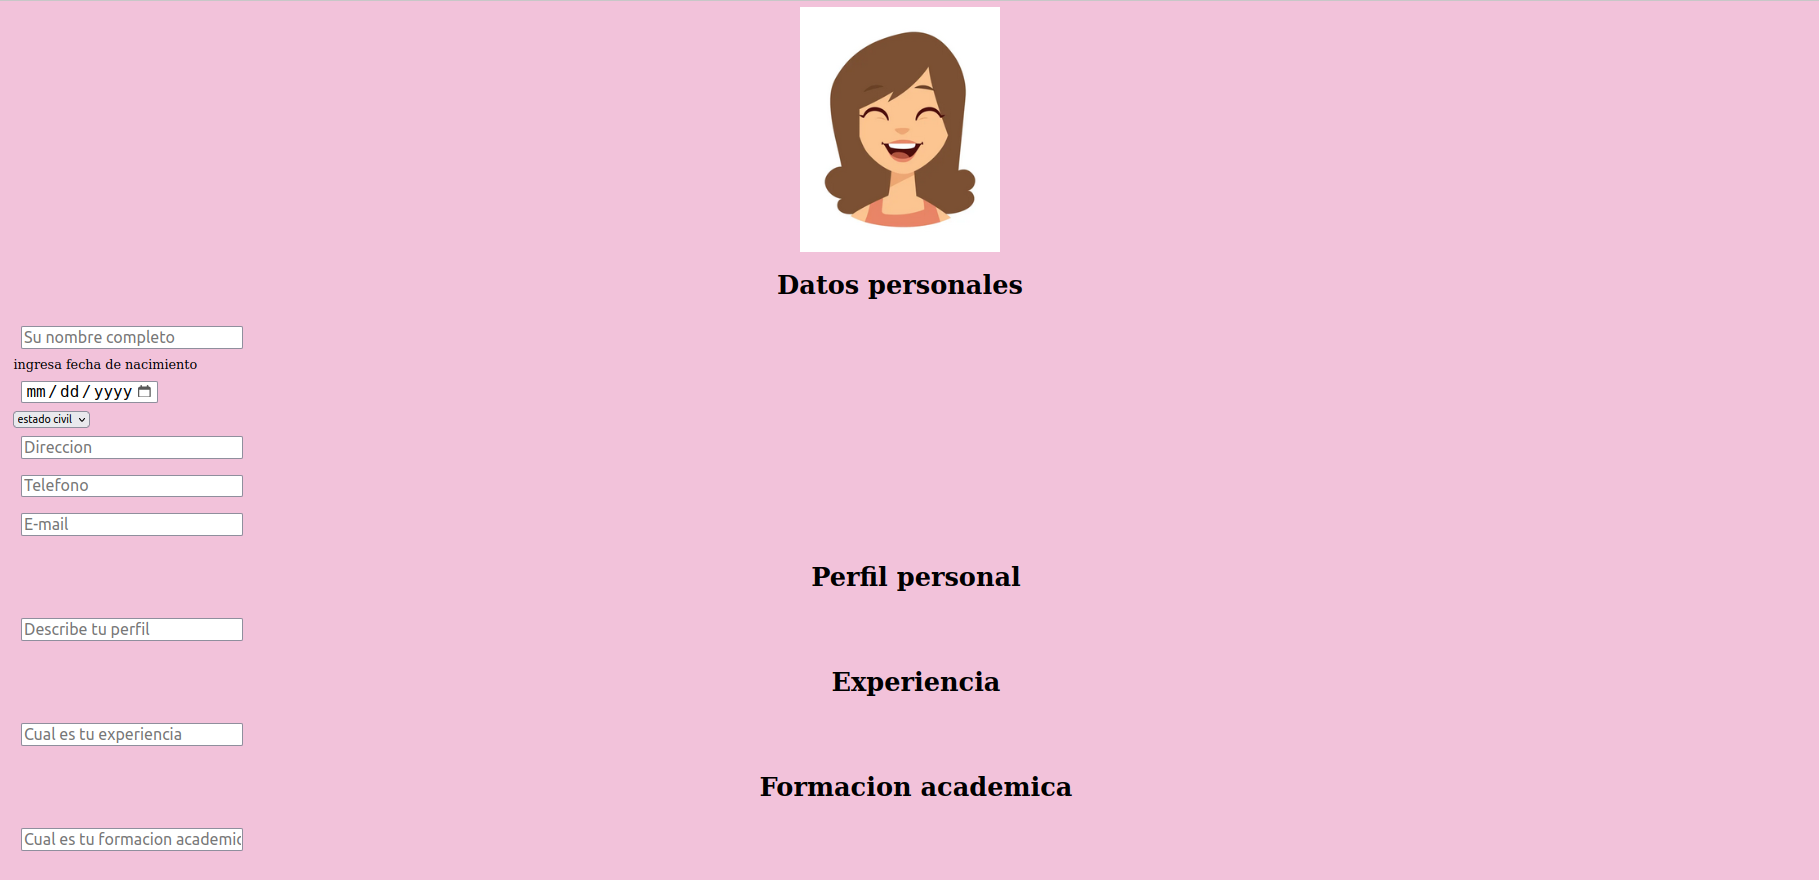 Datos personales
Su nombre completo
ingresa fecha de nacimiento
mm/dd/yyyy
estado civil
Direccion
Telefono
E-mail
Perfil personal
Describe tu perfil
Experiencia
Cual es tu experiencia
Formacion academica
Cual es tu formacion academic